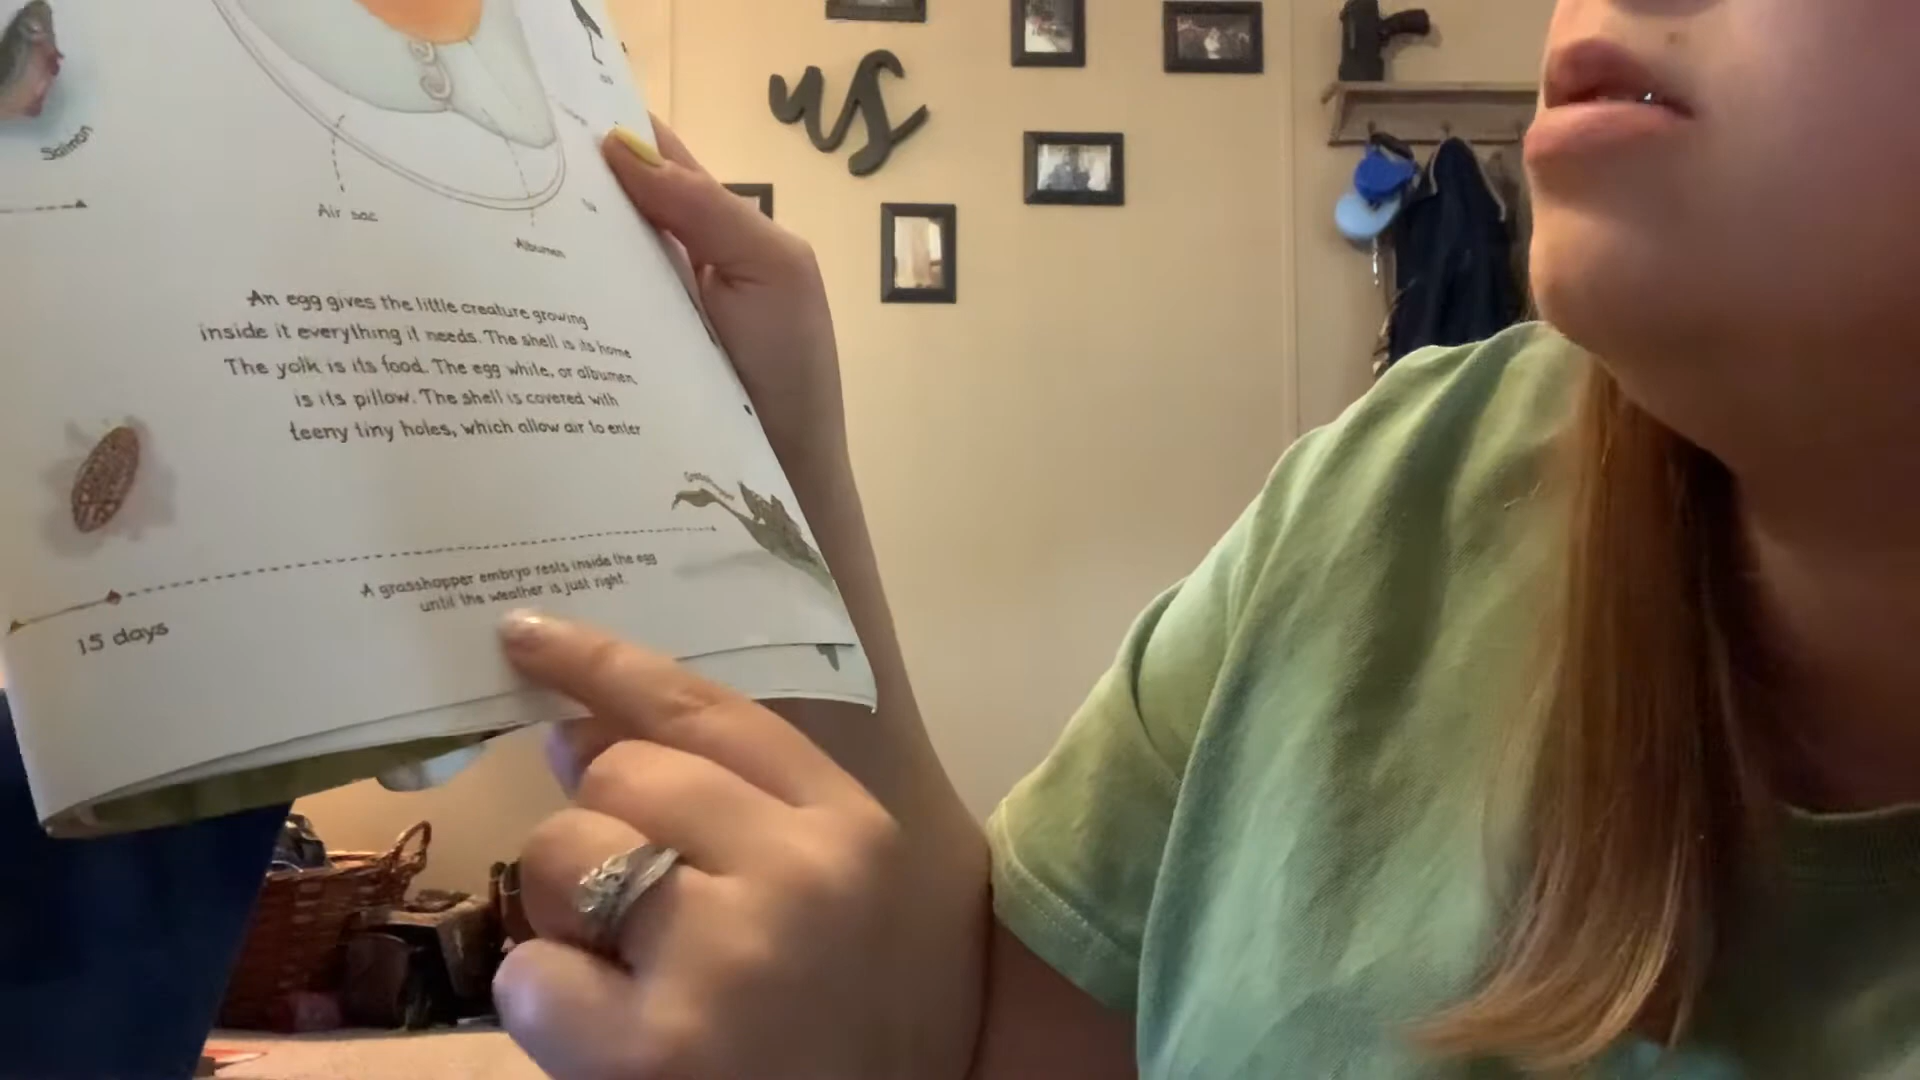 us
Salmon
Air sac
Albumen
An egg gives the little creature growing
inside it everything it needs. The shell is its home
The yolk is its food. The egg white, or albumen,
is its pillow. The shell is covered with
teeny tiny holes, which allow air to enter
A grasshopper embryo rests inside the egg
until the weather is just right.
15 days